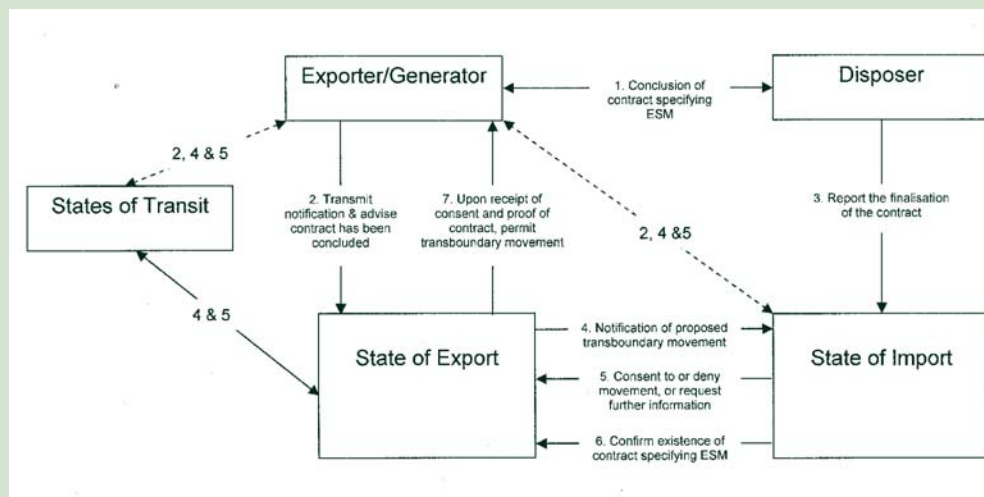 Exporter/Generator
1. Conclusion of
contract specifying
ESM
Disposer
2, 4 & 5
States of Transit
2. Transmit
notification & advise
contract has been
concluded
7. Upon receipt of
consent and proof of
contract, permit
transboundary movement
3. Report the finalisation
of the contract
2, 4 &5
4 & 5
State of Export
4. Notification of proposed
transboundary movement
State of Import
5. Consent to or deny
movement, or request
further information
6. Confirm existence of
contract specifying ESM